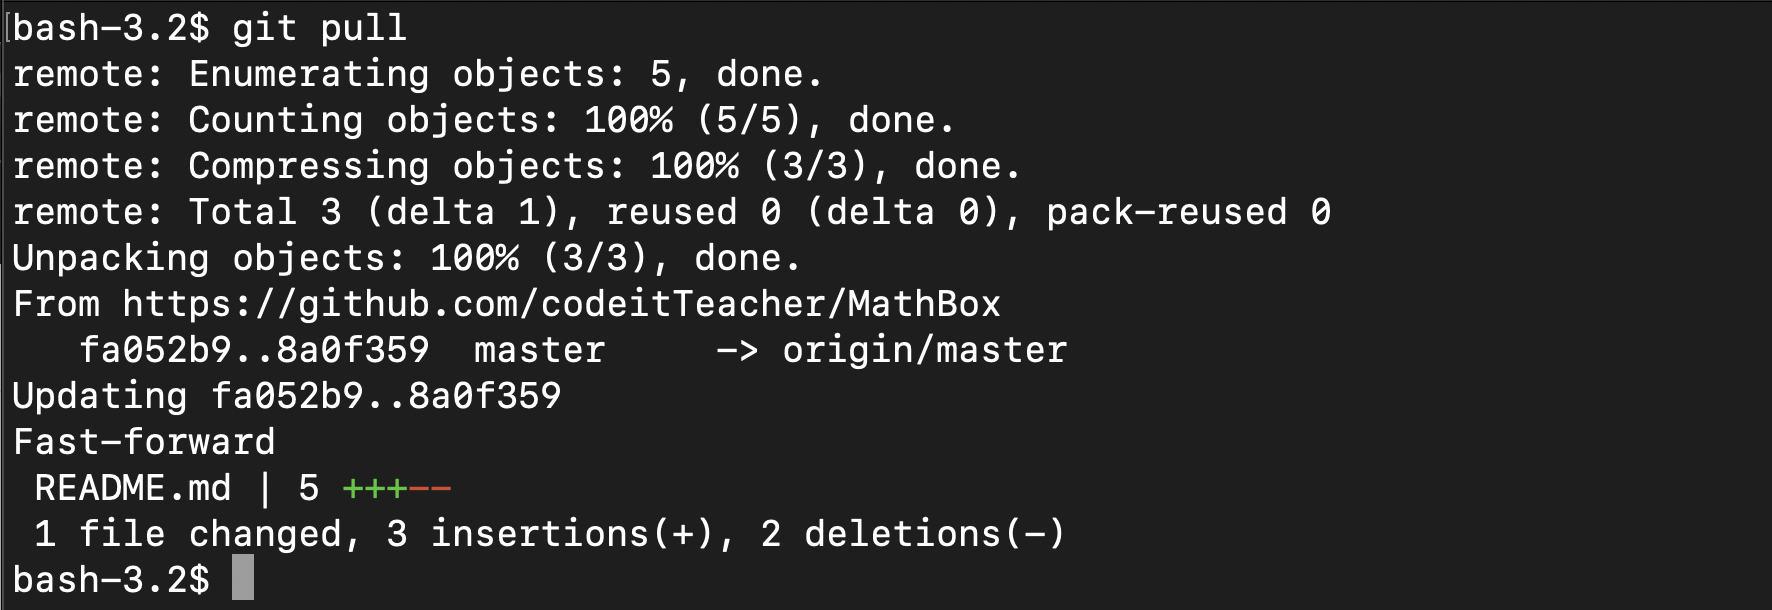 [bash-3.2$ git pull
remote: Enumerating objects: 5, done.
remote: Counting objects: 100% (5/5), done.
remote: Compressing objects: 100% (3/3), done.
remote: Total 3 (delta 1), reused 0 (delta 0), pack-reused 0
Unpacking objects: 100% (3/3), done.
From https://github.com/codeitTeacher/MathBox
   fa052b9..8a0f359  master     -> origin/master
Updating fa052b9..8a0f359
Fast-forward
 README.md | 5 +++--
 1 file changed, 3 insertions(+), 2 deletions(-)
bash-3.2$